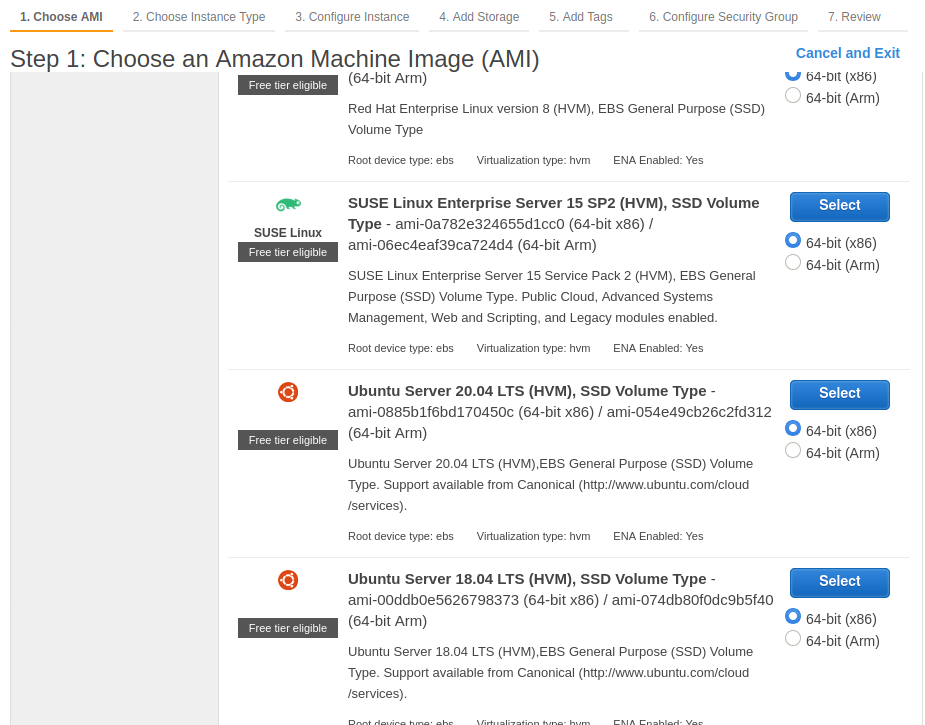 1. Choose AMI 2. Choose Instance Type 3. Configure Instance 4. Add Storage 5. Add Tags 6. Configure Security Group 7. Review
Step 1: Choose an Amazon Machine Image (AMI)
Cancel and Exit
Free tier eligible
(64-bit Arm)
64-bit (x86)
64-bit (Arm)
Red Hat Enterprise Linux version 8 (HVM), EBS General Purpose (SSD)
Volume Type
Root device type: ebs Virtualization type: hvm ENA Enabled: Yes
SUSE Linux
Free tier eligible
SUSE Linux Enterprise Server 15 SP2 (HVM), SSD Volume
Type - ami-0a782e324655d1cc0 (64-bit x86) /
ami-06ec4eaf39ca724d4 (64-bit Arm)
Select
64-bit (x86)
64-bit (Arm)
SUSE Linux Enterprise Server 15 Service Pack 2 (HVM), EBS General
Purpose (SSD) Volume Type. Public Cloud, Advanced Systems
Management, Web and Scripting, and Legacy modules enabled.
Root device type: ebs Virtualization type: hvm ENA Enabled: Yes
Free tier eligible
Ubuntu Server 20.04 LTS (HVM), SSD Volume Type -
ami-0885b1f6bd170450c (64-bit x86) / ami-054e49cb26c2fd312
(64-bit Arm)
Select
64-bit (x86)
64-bit (Arm)
Ubuntu Server 20.04 LTS (HVM),EBS General Purpose (SSD) Volume
Type. Support available from Canonical (http://www.ubuntu.com/cloud
/services).
Root device type: ebs Virtualization type: hvm ENA Enabled: Yes
Free tier eligible
Ubuntu Server 18.04 LTS (HVM), SSD Volume Type -
ami-00ddb0e5626798373 (64-bit x86) / ami-074db80f0dc9b5f40
(64-bit Arm)
Select
64-bit (x86)
64-bit (Arm)
Ubuntu Server 18.04 LTS (HVM),EBS General Purpose (SSD) Volume
Type. Support available from Canonical (http://www.ubuntu.com/cloud
/services).
Root device type: ebs Virtualization type: hvm ENA Enabled: Yes